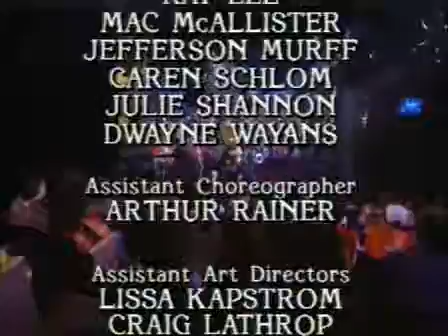 MAC McALLISTER
JEFFERSON MURFF
CAREN SCHLOM
JULIE SHANNON
DWAYNE WAYANS
Assistant Choreographer
ARTHUR RAINER
Assistant Art Directors
LISSA KAPSTROM
CRAIG LATHROP